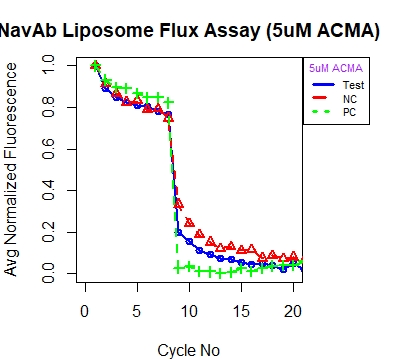 NavAb Liposome Flux Assay (5uM ACMA)
Avg Normalized Fluorescence
1.0
0.8
0.6
0.4
0.2
0.0
5uM ACMA
Test
NC
PC
0 5 10 15 20
Cycle No